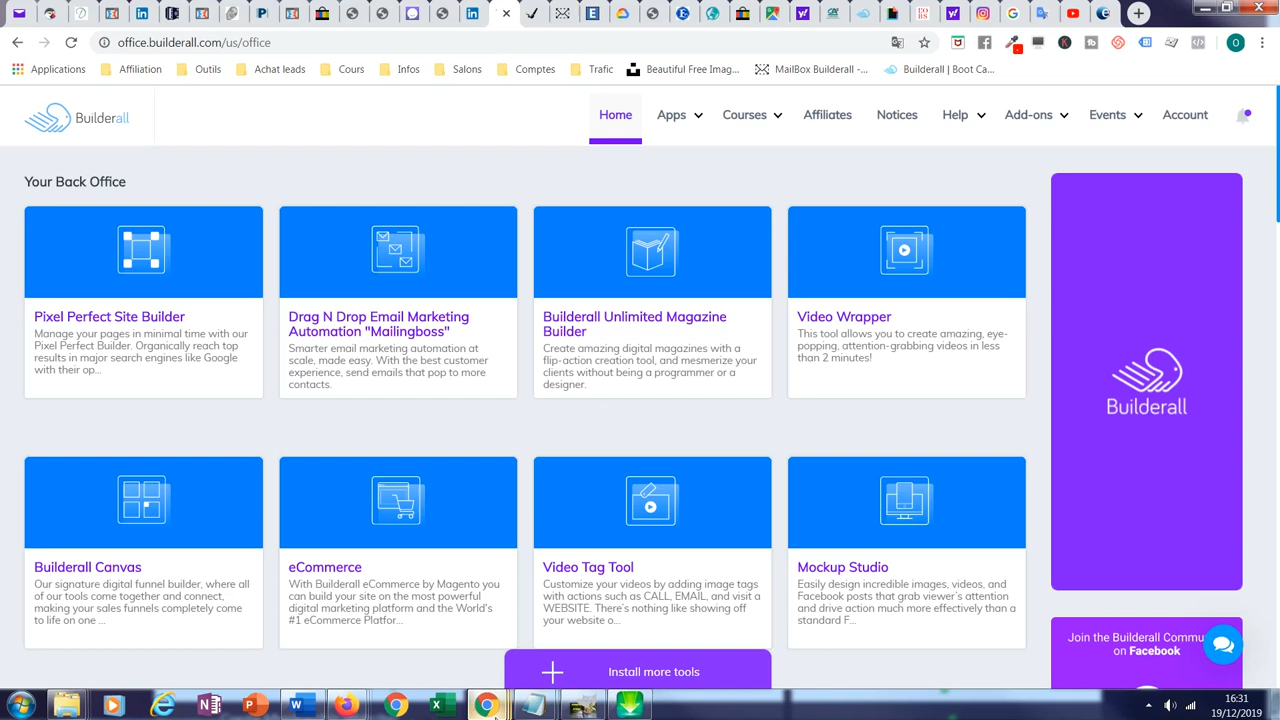 office.builderall.com/us/office
Applications
Affiliation
Outils
Achat leads
Cours
Infos
Salons
Comptes
Trafic
Beautiful Free Imag...
MailBox Builderall -...
Builderall | Boot Ca...
Builderall
Home
Apps
Courses
Affiliates
Notices
Help
Add-ons
Events
Account
Your Back Office
Pixel Perfect Site Builder
Manage your pages in minimal time with our
Pixel Perfect Builder. Organically reach top
results in major search engines like Google
with their op...
Drag N Drop Email Marketing
Automation "Mailingboss"
Smarter email marketing automation at
scale, made easy. With the best customer
experience, send emails that pop to more
contacts.
Builderall Unlimited Magazine
Builder
Create amazing digital magazines with a
flip-action creation tool, and mesmerize your
clients without being a programmer or a
designer.
Video Wrapper
This tool allows you to create amazing, eye-
popping, attention-grabbing videos in less
than 2 minutes!
Builderall
Builderall Canvas
Our signature digital funnel builder, where all
of our tools come together and connect,
making your sales funnels completely come
to life on one ...
eCommerce
With Builderall eCommerce by Magento you
can build your site on the most powerful
digital marketing platform and the World's
#1 eCommerce Platfor...
Video Tag Tool
Customize your videos by adding image tags
with actions such as CALL, EMAIL, and visit a
WEBSITE. There's nothing like showing off
your website o...
Mockup Studio
Easily design incredible images, videos, and
Facebook posts that grab viewer's attention
and drive action much more effectively than a
standard F...
Join the Builderall Commu
on Facebook
Install more tools
16:31
19/12/2019